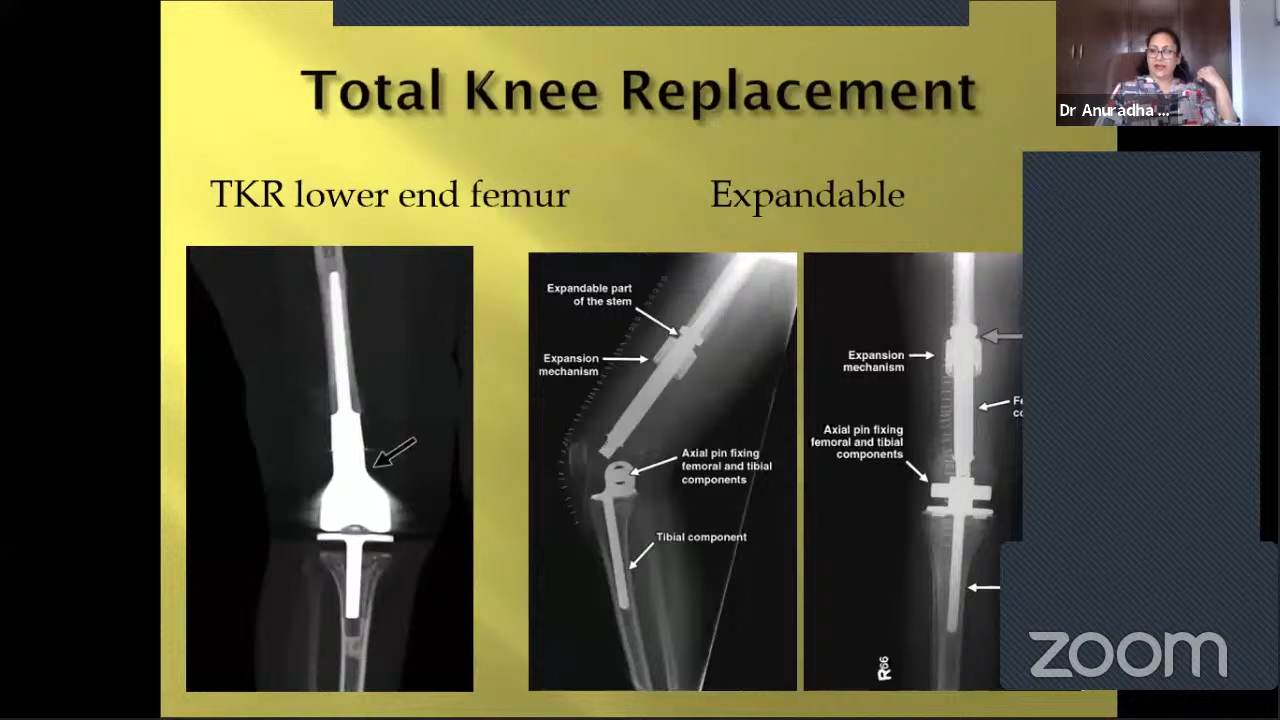 Total Knee Replacement
Dr Anuradha ...
TKR lower end femur
Expandable
Expandable part
of the stem
Expansion
mechanism
Axial pin fixing
femoral and tibial
components
Tibial component
Expansion
mechanism
Axial pin fixing
femoral and tibial
components
R66
zoom